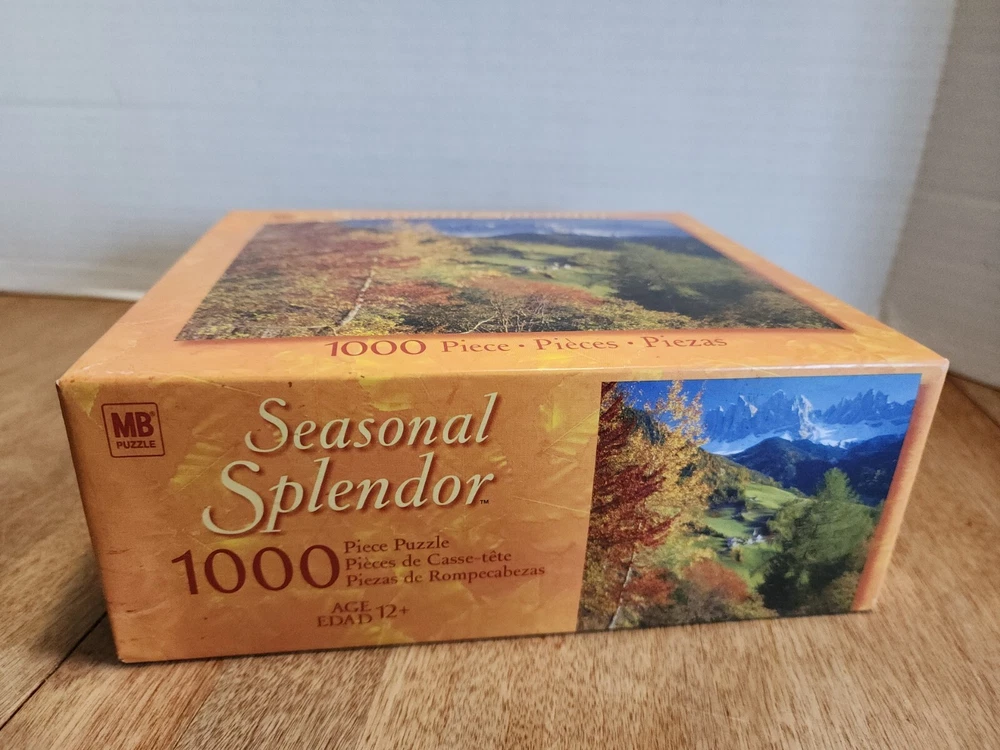 1000 Piece • Pièces • Piezas
MB®
PUZZLE
Seasonal
Splendor™
1000 Piece Puzzle
Pièces de Casse-tête
Piezas de Rompecabezas
AGE
EDAD 12+